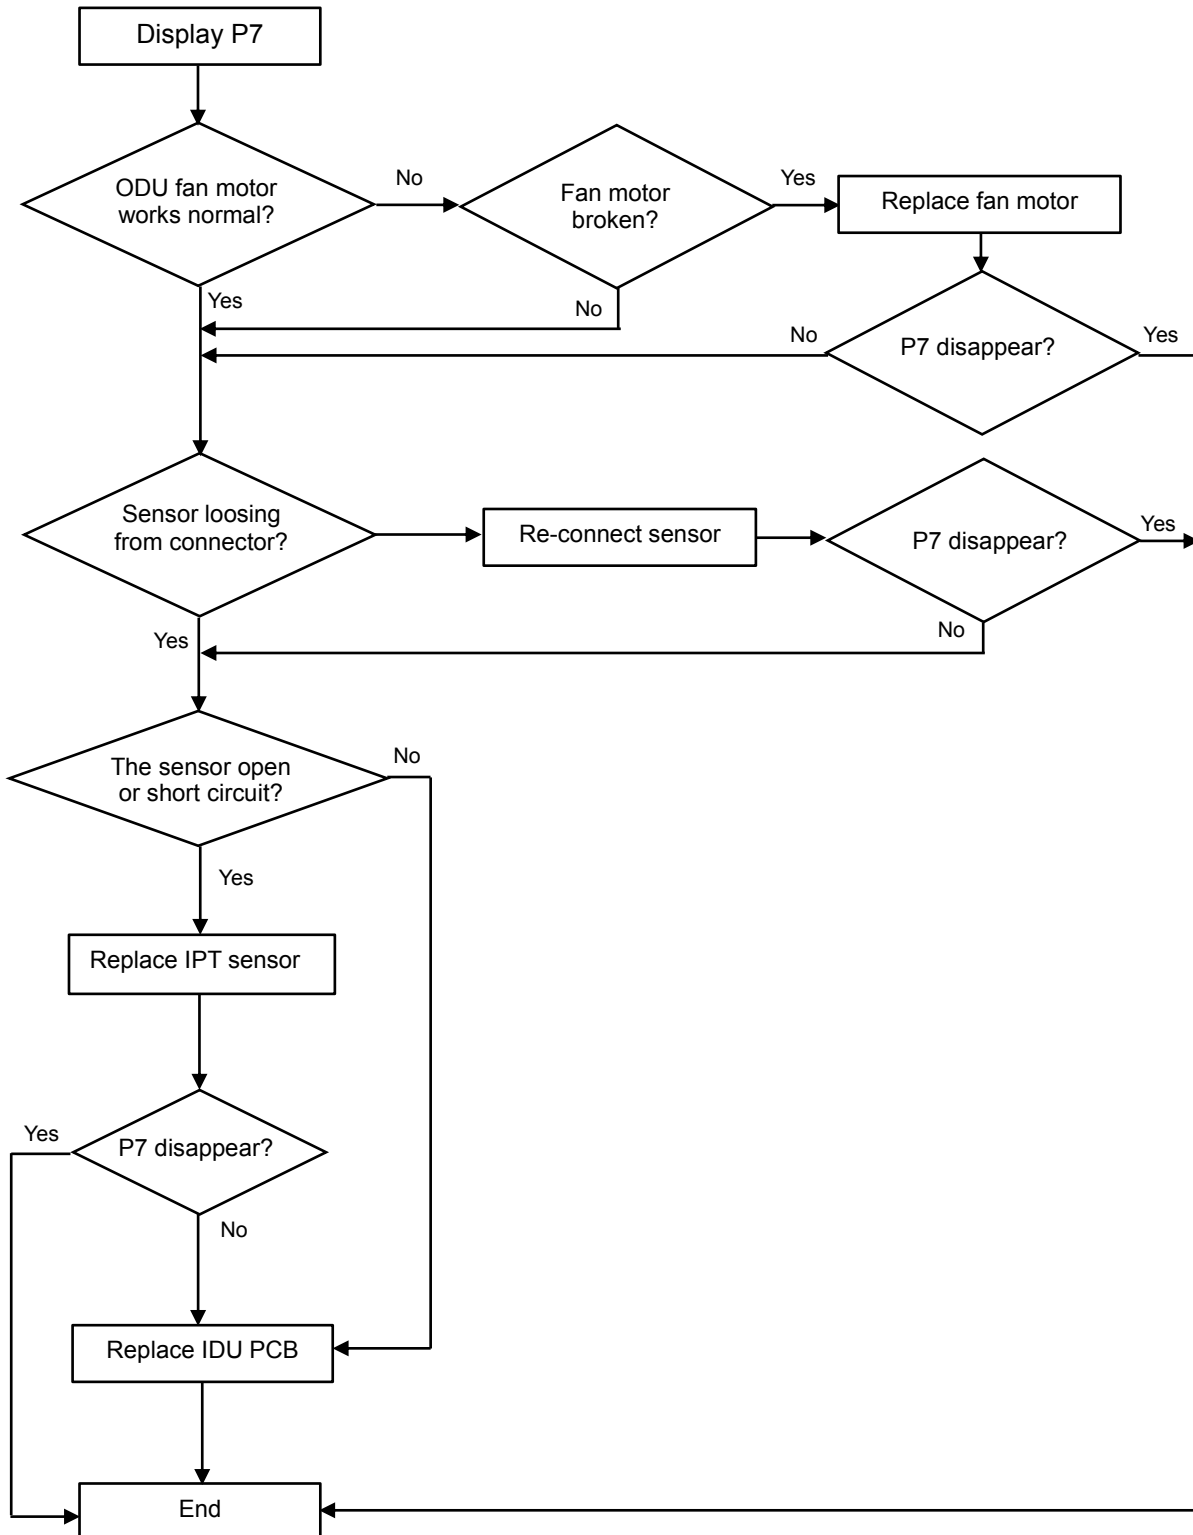 Display P7
ODU fan motor
works normal?
No
Fan motor
broken?
Yes
Replace fan motor
Yes
No
No
P7 disappear?
Yes
Sensor loosing
from connector?
Re-connect sensor
P7 disappear?
Yes
Yes
No
The sensor open
or short circuit?
No
Yes
Replace IPT sensor
Yes
P7 disappear?
No
Replace IDU PCB
End